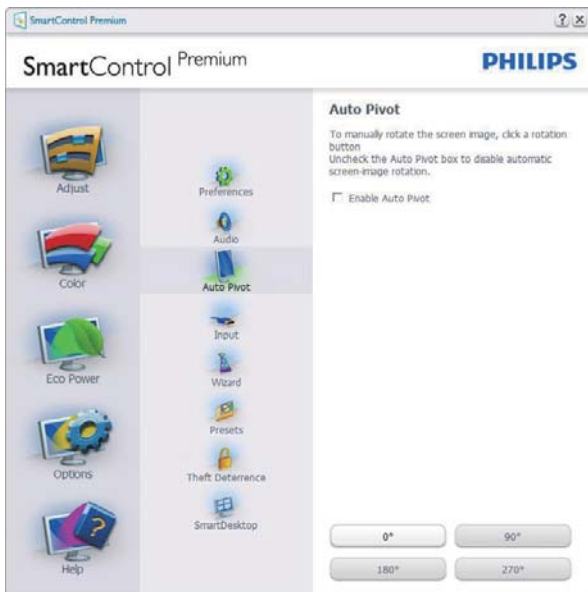 SmartControl Premium
? x
SmartControl Premium
PHILIPS
Adjust
Color
Eco Power
Options
Help
Preferences
Audio
Auto Pivot
Input
Wizard
Presets
Theft Deterrence
SmartDesktop
Auto Pivot
To manually rotate the screen image, click a rotation
button
Uncheck the Auto Pivot box to disable automatic
screen-image rotation.
Enable Auto Pivot
0°
90°
180°
270°